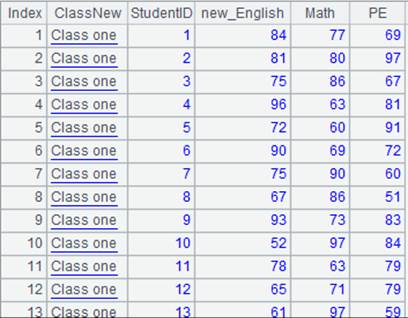 Index ClassNew StudentID new_English Math PE
1 Class one 1 84 77 69
2 Class one 2 81 80 97
3 Class one 3 75 86 67
4 Class one 4 96 63 81
5 Class one 5 72 60 91
6 Class one 6 90 69 72
7 Class one 7 75 90 60
8 Class one 8 67 86 51
9 Class one 9 93 73 83
10 Class one 10 52 97 84
11 Class one 11 78 63 79
12 Class one 12 65 71 79
13 Class one 13 61 97 59